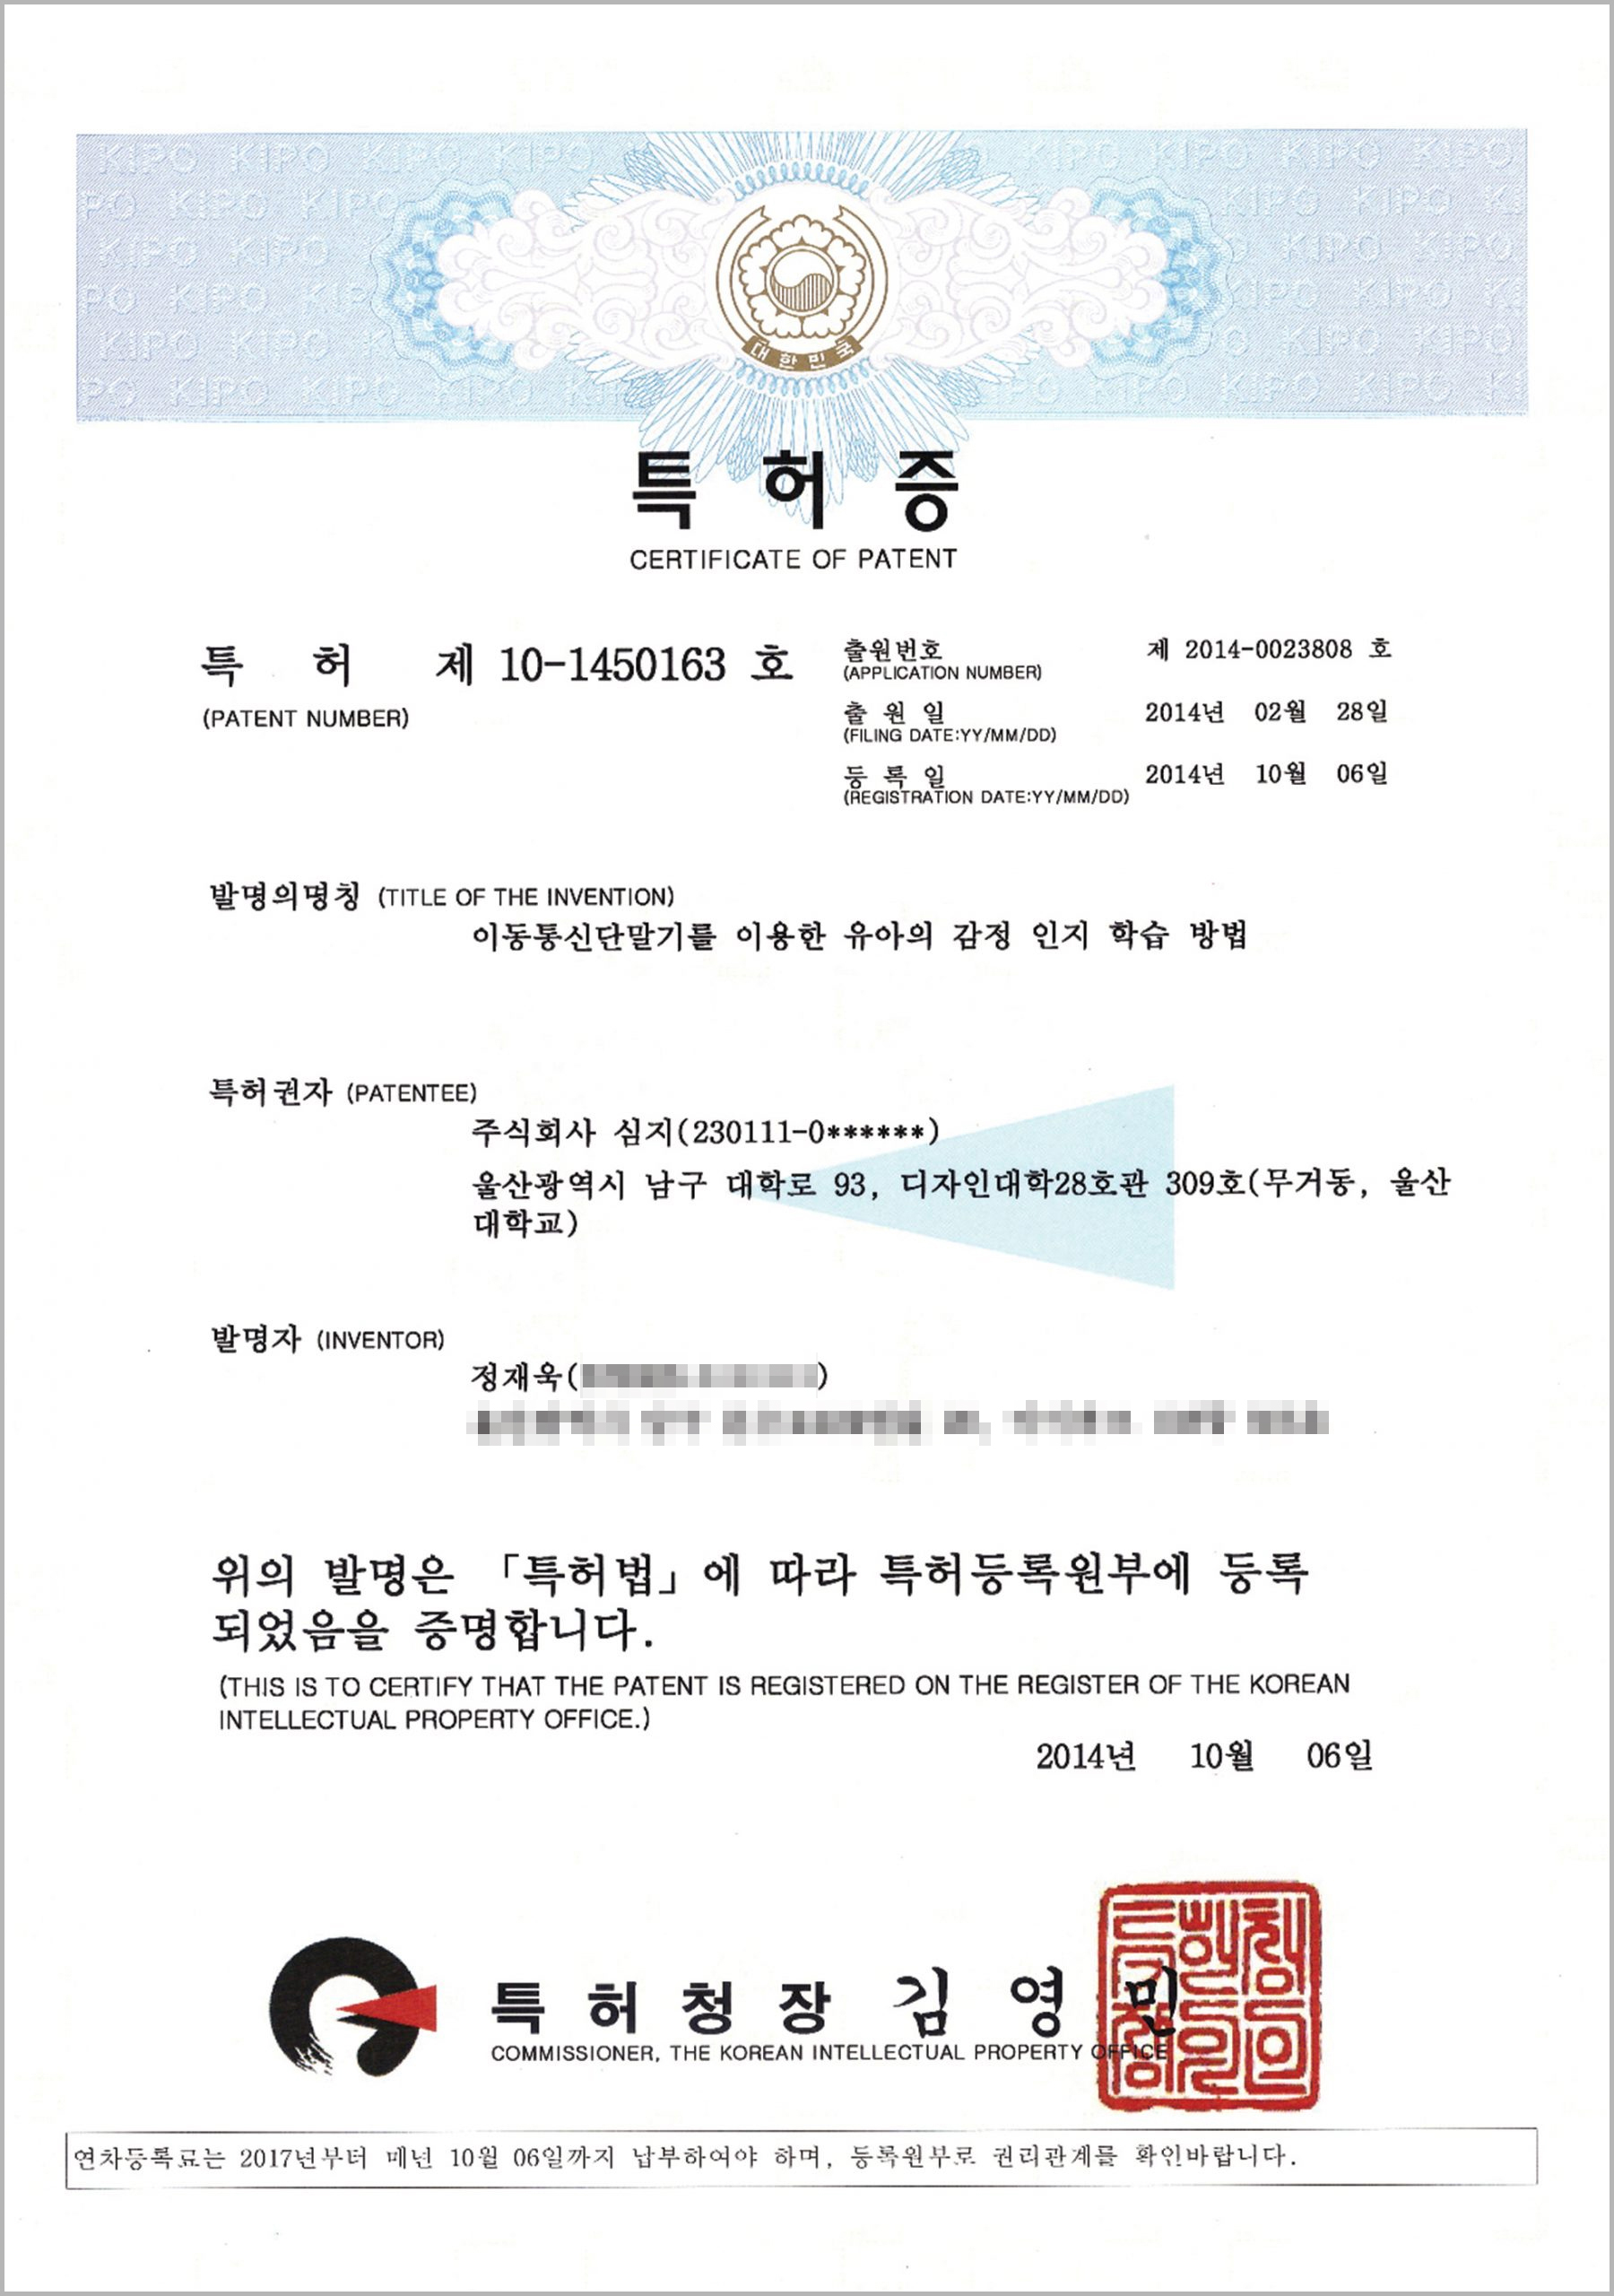 KIPO KIPO KIPO KIPO KIPO KIPO KIPO KIPO
대한민국
특허증
CERTIFICATE OF PATENT
특 허 제 10-1450163 호
(PATENT NUMBER)
출원번호 제 2014-0023808 호
(APPLICATION NUMBER)
출 원 일 2014년 02월 28일
(FILING DATE:YY/MM/DD)
등 록 일 2014년 10월 06일
(REGISTRATION DATE:YY/MM/DD)
발명의명칭 (TITLE OF THE INVENTION)
이동통신단말기를 이용한 유아의 감정 인지 학습 방법
특허권자 (PATENTEE)
주식회사 심지(230111-0******)
울산광역시 남구 대학로 93, 디자인대학28호관 309호(무거동, 울산
대학교)
발명자 (INVENTOR)
정재욱( )
위의 발명은 「특허법」에 따라 특허등록원부에 등록
되었음을 증명합니다.
(THIS IS TO CERTIFY THAT THE PATENT IS REGISTERED ON THE REGISTER OF THE KOREAN
INTELLECTUAL PROPERTY OFFICE.)
2014년 10월 06일
특허청장 김영민
COMMISSIONER, THE KOREAN INTELLECTUAL PROPERTY OFFICE
연차등록료는 2017년부터 매년 10월 06일까지 납부하여야 하며, 등록원부로 권리관계를 확인바랍니다.